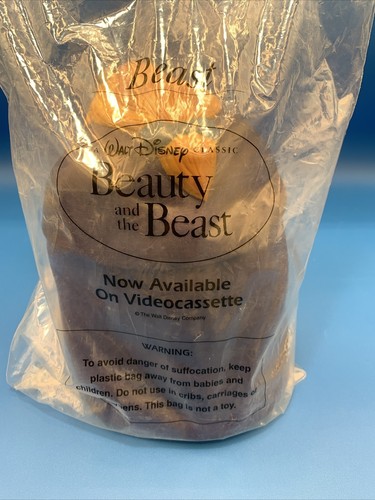 Beast
WALT DISNEY CLASSIC
Beauty
and
the Beast
Now Available
On Videocassette
© The Walt Disney Company
WARNING:
To avoid danger of suffocation, keep
plastic bag away from babies and
children. Do not use in cribs, carriages or
This bag is not a toy.